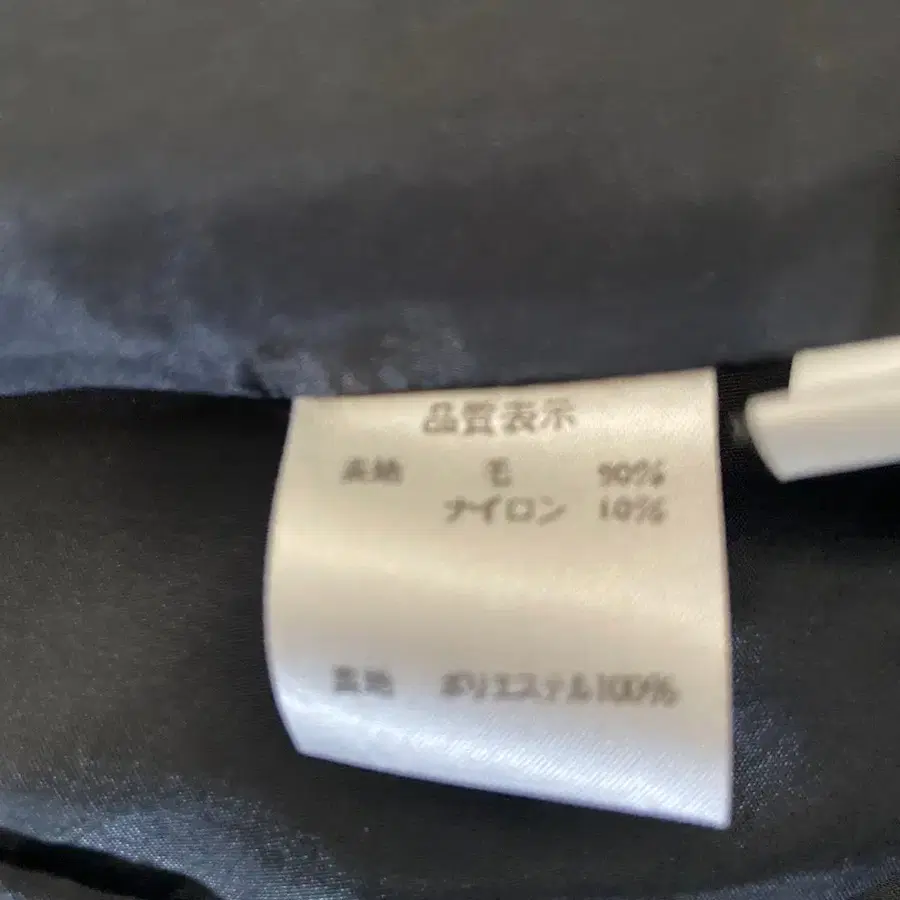 品質表示
表地 毛 90%
ナイロン 10%
裏地 ポリエステル100%